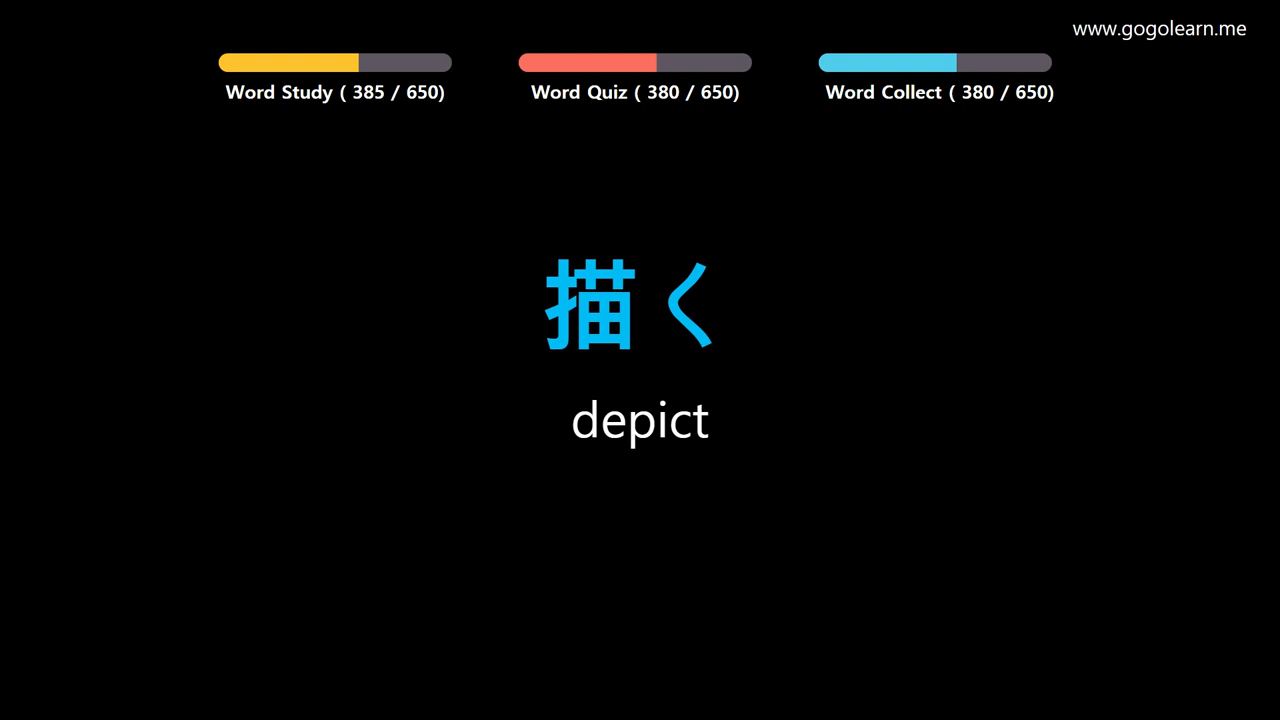 www.gogolearn.me
Word Study ( 385 / 650)
Word Quiz ( 380 / 650)
Word Collect ( 380 / 650)
描く
depict